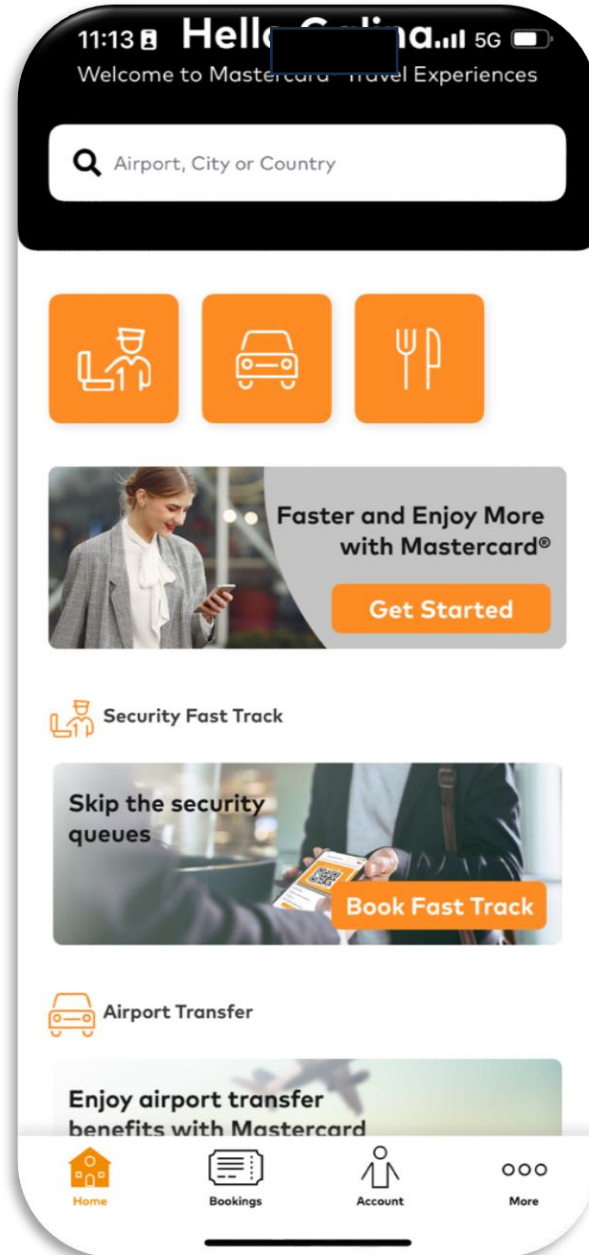 11:13 5G
Hello
Welcome to Mastercard Travel Experiences
Airport, City or Country
Faster and Enjoy More
with Mastercard®
Get Started
Security Fast Track
Skip the security
queues
Book Fast Track
Airport Transfer
Enjoy airport transfer
benefits with Mastercard
Home Bookings Account More